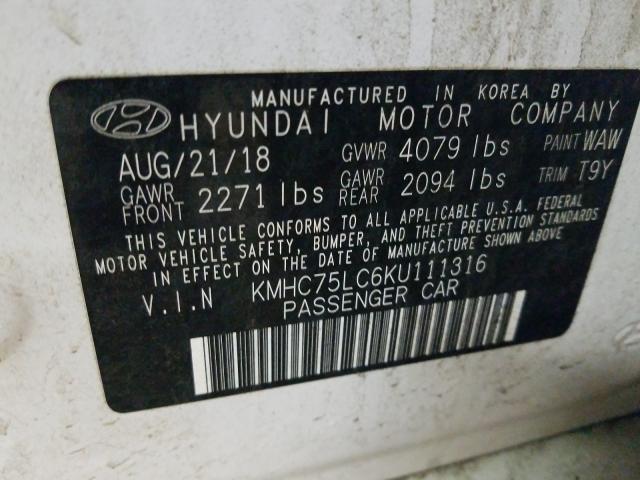 MANUFACTURED IN KOREA BY
HYUNDAI MOTOR COMPANY
AUG/21/18 GVWR 4079 lbs PAINT WAW
GAWR FRONT 2271 lbs GAWR REAR 2094 lbs TRIM T9Y
THIS VEHICLE CONFORMS TO ALL APPLICABLE U.S.A. FEDERAL
MOTOR VEHICLE SAFETY, BUMPER, AND THEFT PREVENTION STANDARDS
IN EFFECT ON THE DATE OF MANUFACTURE SHOWN ABOVE
V.I.N KMHC75LC6KU111316
PASSENGER CAR